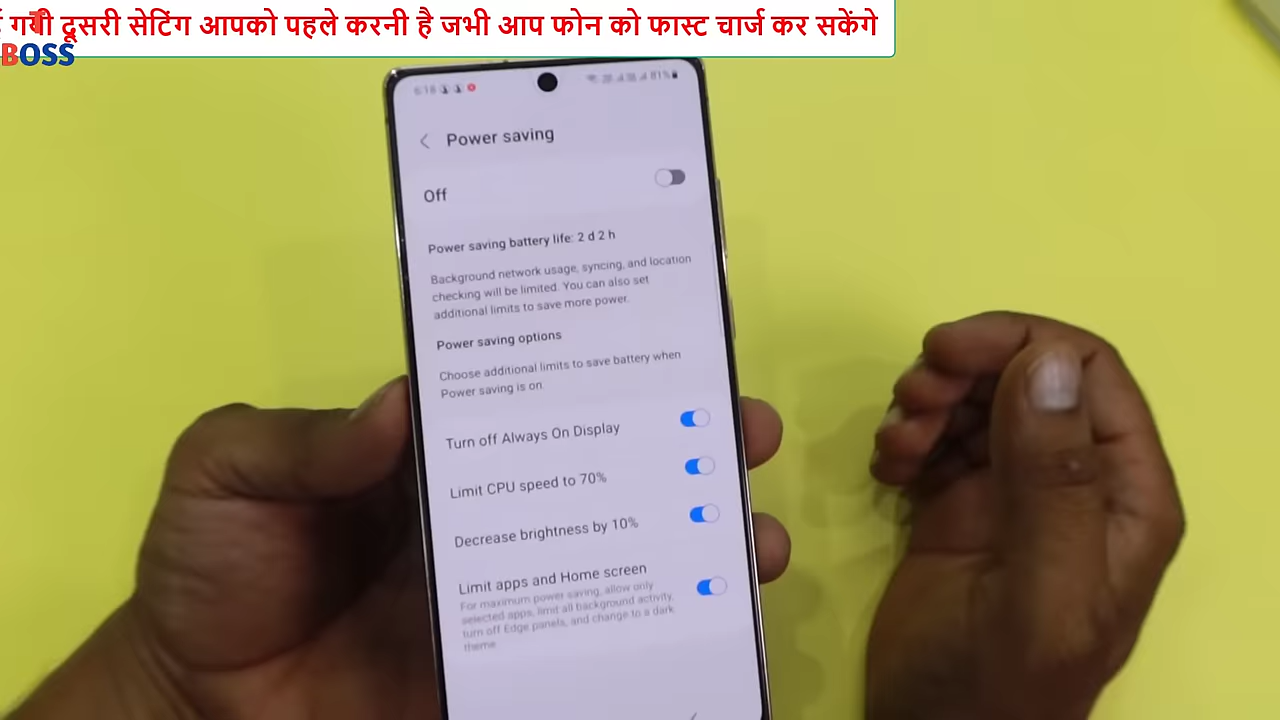 गयी दूसरी सेटिंग आपको पहले करनी है जभी आप फोन को फास्ट चार्ज कर सकेंगे
T
BOSS
6:18
81%
Power saving
Off
Power saving battery life: 2 d 2 h
Background network usage, syncing, and location
checking will be limited. You can also set
additional limits to save more power.
Power saving options
Choose additional limits to save battery when
Power saving is on.
Turn off Always On Display
Limit CPU speed to 70%
Decrease brightness by 10%
Limit apps and Home screen
For maximum power saving, allow only
selected apps, limit all background activity,
turn off Edge panels, and change to a dark
theme.